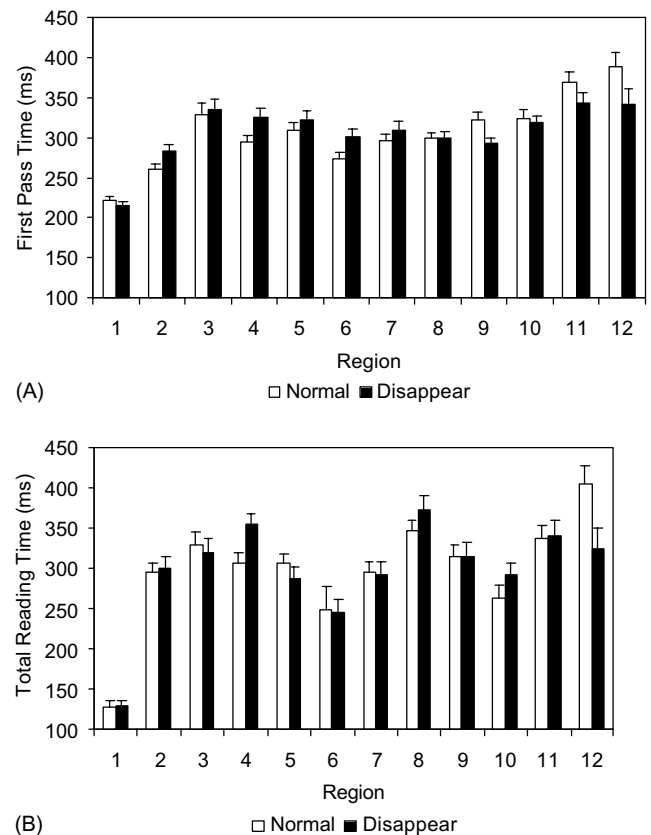 450
400
350
300
250
200
150
100
First Pass Time (ms)
1 2 3 4 5 6 7 8 9 10 11 12
Region
(A)
Normal Disappear
450
400
350
300
250
200
150
100
Total Reading Time (ms)
1 2 3 4 5 6 7 8 9 10 11 12
Region
(B)
Normal Disappear